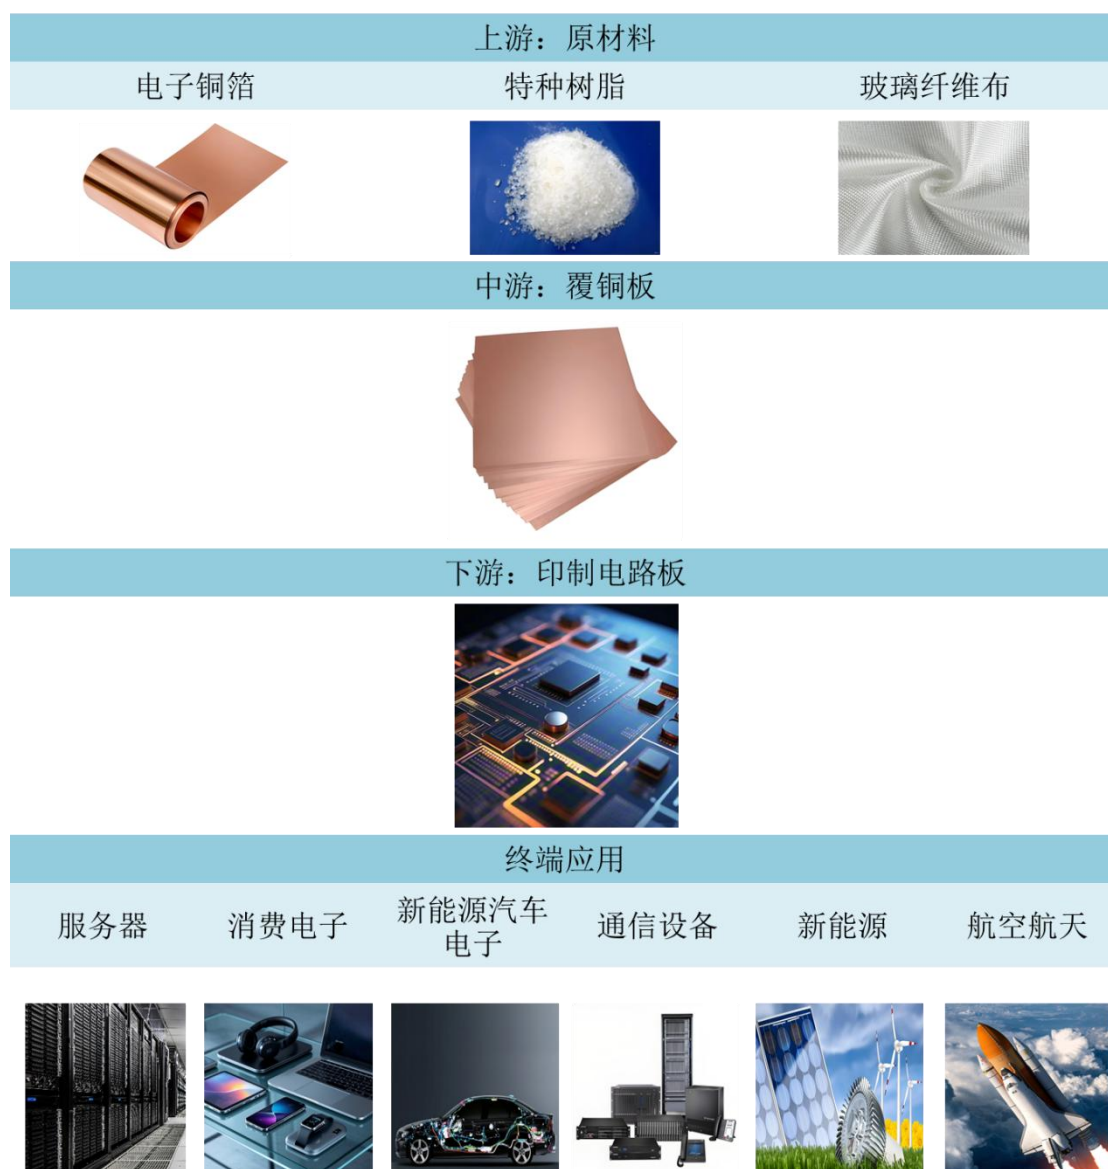 上游：原材料
电子铜箔 特种树脂 玻璃纤维布
中游：覆铜板
下游：印制电路板
终端应用
服务器 消费电子 新能源汽车 电子 通信设备 新能源 航空航天